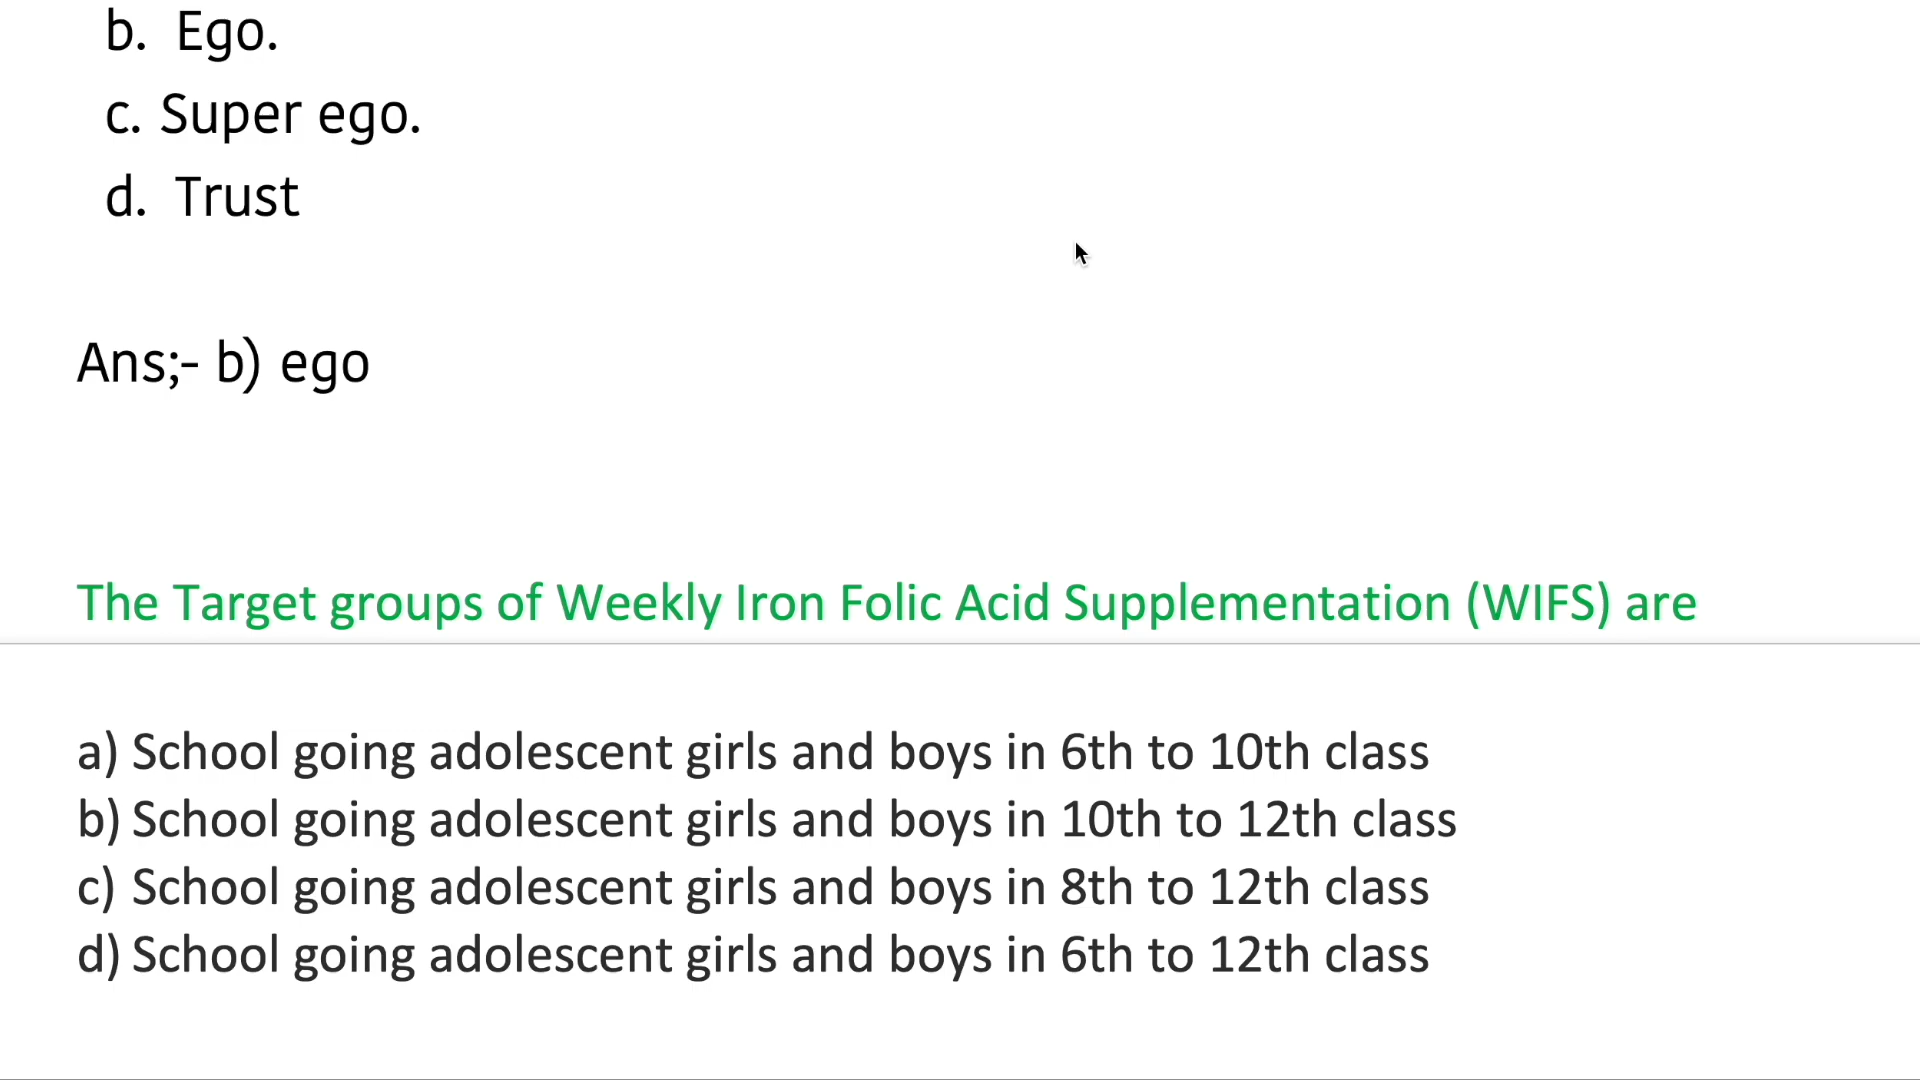 b. Ego.
c. Super ego.
d. Trust
Ans;- b) ego
The Target groups of Weekly Iron Folic Acid Supplementation (WIFS) are
a) School going adolescent girls and boys in 6th to 10th class
b) School going adolescent girls and boys in 10th to 12th class
c) School going adolescent girls and boys in 8th to 12th class
d) School going adolescent girls and boys in 6th to 12th class